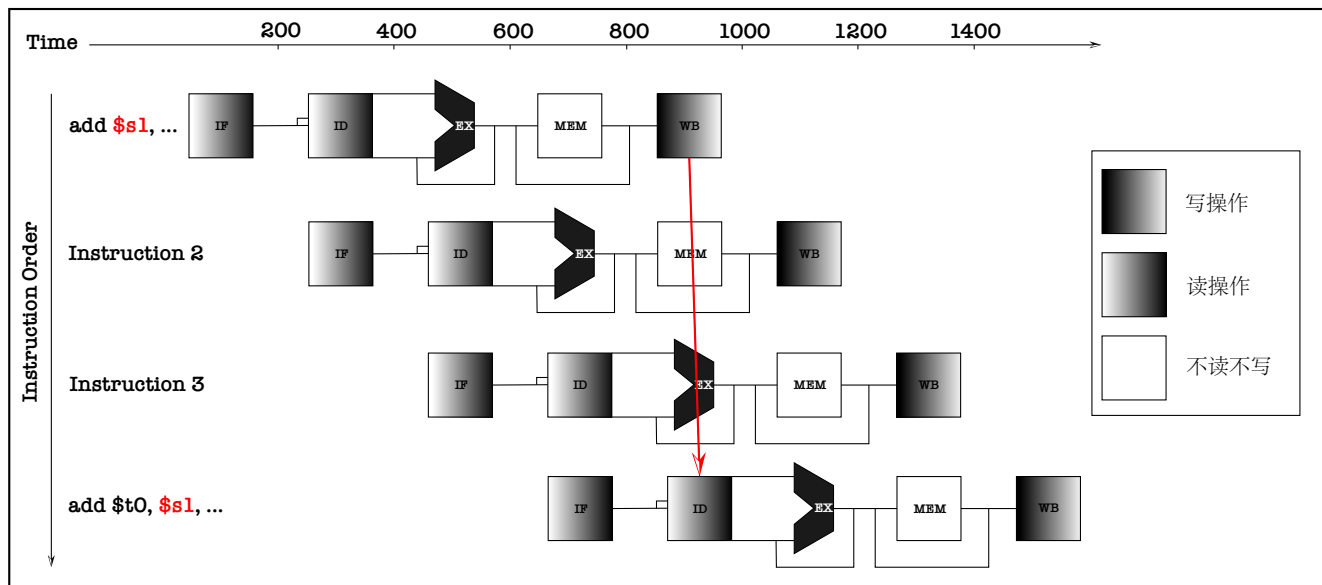 Time 200 400 600 800 1000 1200 1400
Instruction Order
add $s1, ... IF ID EX MEM WB
Instruction 2 IF ID EX MEM WB
Instruction 3 IF ID EX MEM WB
add $t0, $s1, ... IF ID EX MEM WB
写操作
读操作
不读不写